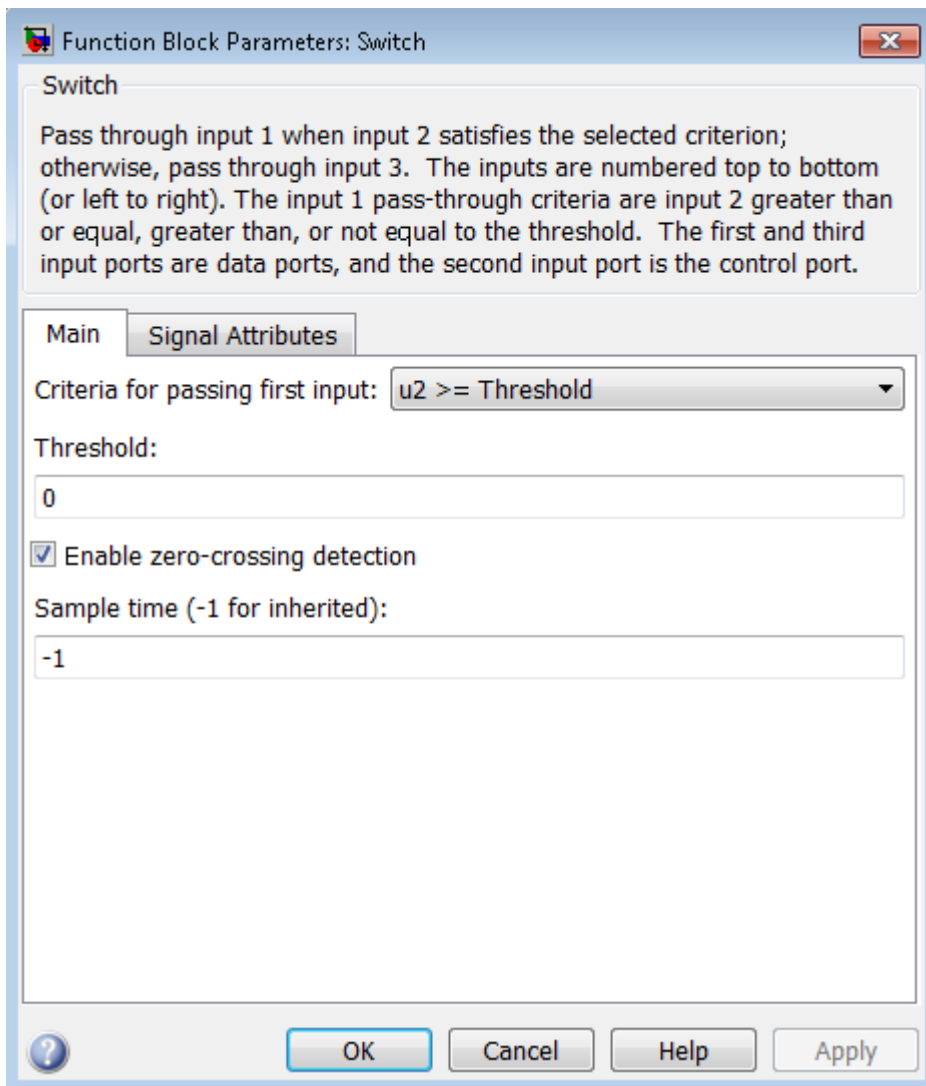 Function Block Parameters: Switch
Switch
Pass through input 1 when input 2 satisfies the selected criterion;
otherwise, pass through input 3.  The inputs are numbered top to bottom
(or left to right). The input 1 pass-through criteria are input 2 greater than
or equal, greater than, or not equal to the threshold.  The first and third
input ports are data ports, and the second input port is the control port.
Main Signal Attributes
Criteria for passing first input: u2 >= Threshold
Threshold:
0
Enable zero-crossing detection
Sample time (-1 for inherited):
-1
? OK Cancel Help Apply